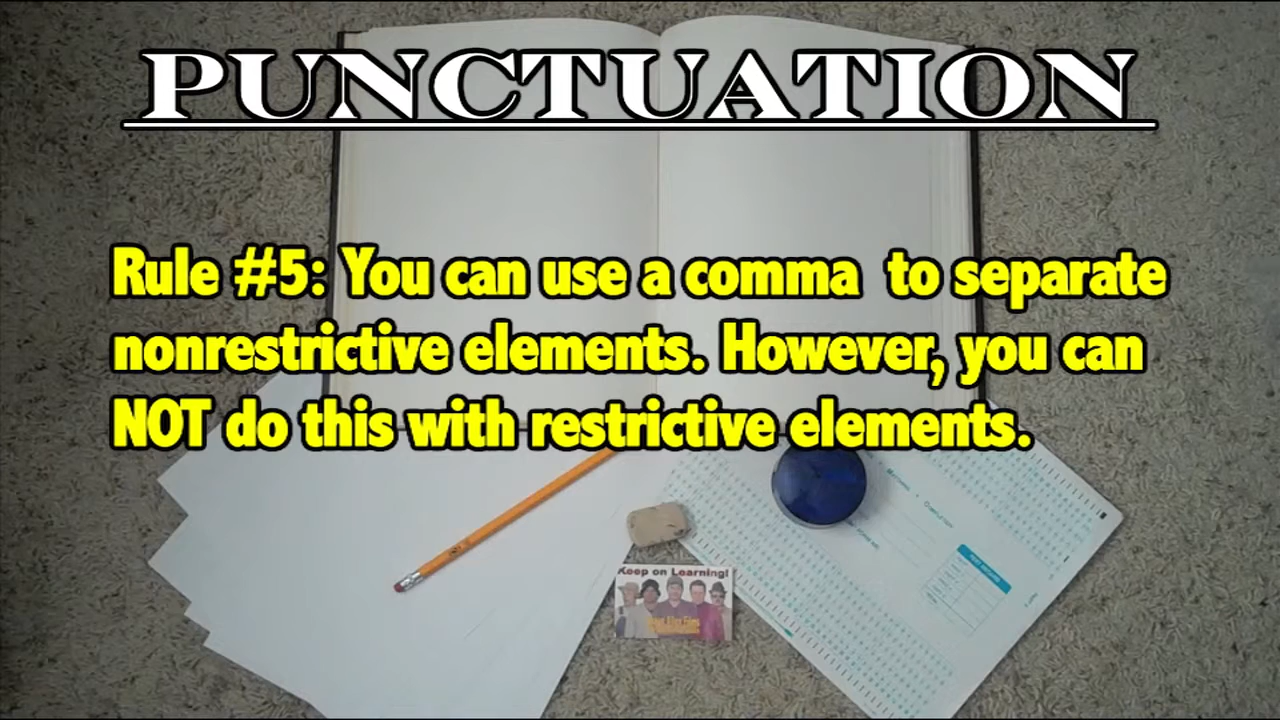 PUNCTUATION
Rule #5: You can use a comma  to separate
nonrestrictive elements. However, you can
NOT do this with restrictive elements.
Keep on Learning!